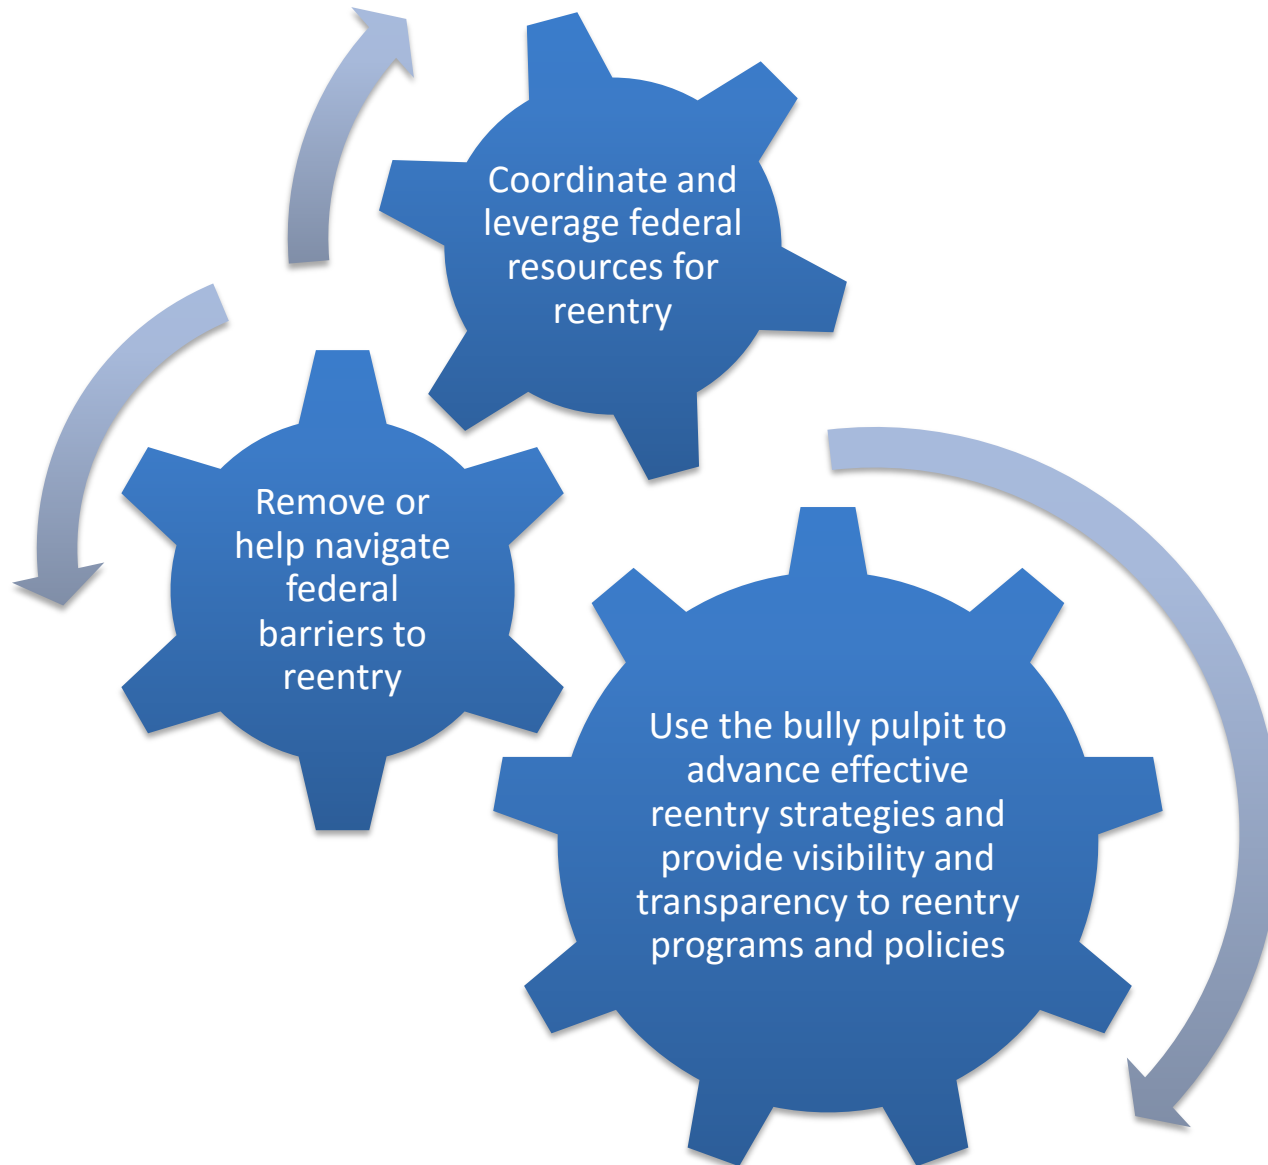 Coordinate and
leverage federal
resources for
reentry
Remove or
help navigate
federal
barriers to
reentry
Use the bully pulpit to
advance effective
reentry strategies and
provide visibility and
transparency to reentry
programs and policies